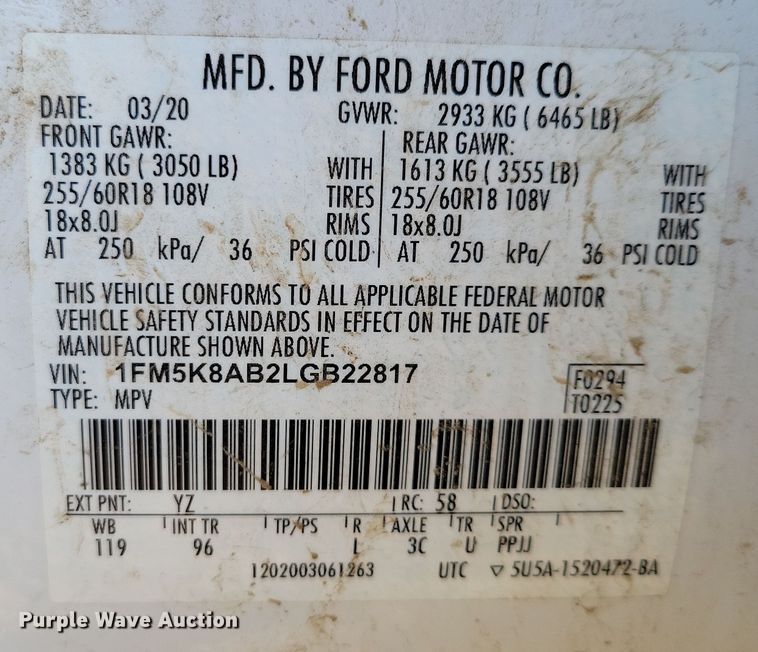 MFD. BY FORD MOTOR CO.
DATE: 03/20 GVWR: 2933 KG ( 6465 LB)
FRONT GAWR: REAR GAWR:
1383 KG ( 3050 LB) WITH 1613 KG ( 3555 LB) WITH
255/60R18 108V TIRES 255/60R18 108V TIRES
18x8.0J RIMS 18x8.0J RIMS
AT 250 kPa/ 36 PSI COLD AT 250 kPa/ 36 PSI COLD
THIS VEHICLE CONFORMS TO ALL APPLICABLE FEDERAL MOTOR
VEHICLE SAFETY STANDARDS IN EFFECT ON THE DATE OF
MANUFACTURE SHOWN ABOVE.
VIN: 1FM5K8AB2LGB22817 F0294
TYPE: MPV T0225
EXT PNT: YZ RC: 58 DSO:
WB INT TR TP/PS R AXLE TR SPR
119 96 L 3C U PPJJ
1202003061263 UTC ▽ 5U5A-1520472-BA
Purple Wave Auction